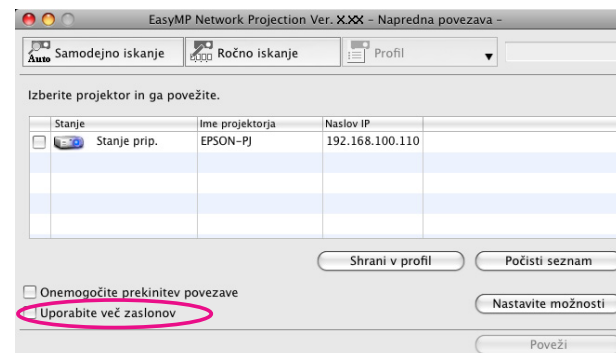 EasyMP Network Projection Ver. X.XX – Napredna povezava –
Auto Samodejno iskanje Ročno iskanje Profil
Izberite projektor in ga povežite.
Stanje Ime projektorja Naslov IP
Stanje prip. EPSON-PJ 192.168.100.110
Shrani v profil Počisti seznam
Onemogočite prekinitev povezave
Nastavite možnosti
Uporabite več zaslonov
Poveži